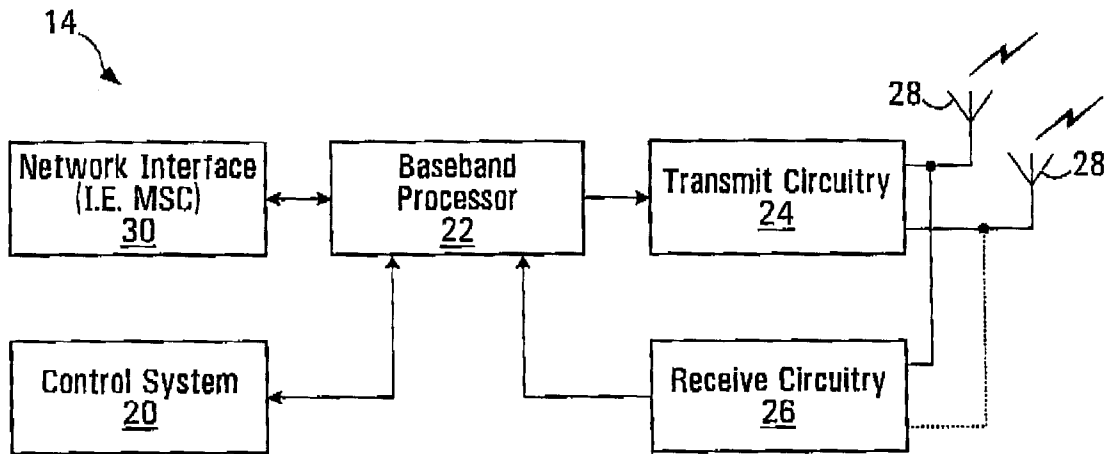 14
28
28
Network Interface
(I.E. MSC)
30
Baseband
Processor
22
Transmit Circuitry
24
Control System
20
Receive Circuitry
26